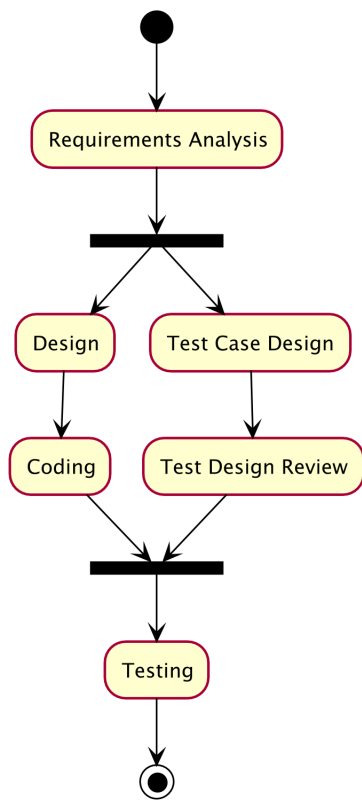 Requirements Analysis
Design
Test Case Design
Coding
Test Design Review
Testing